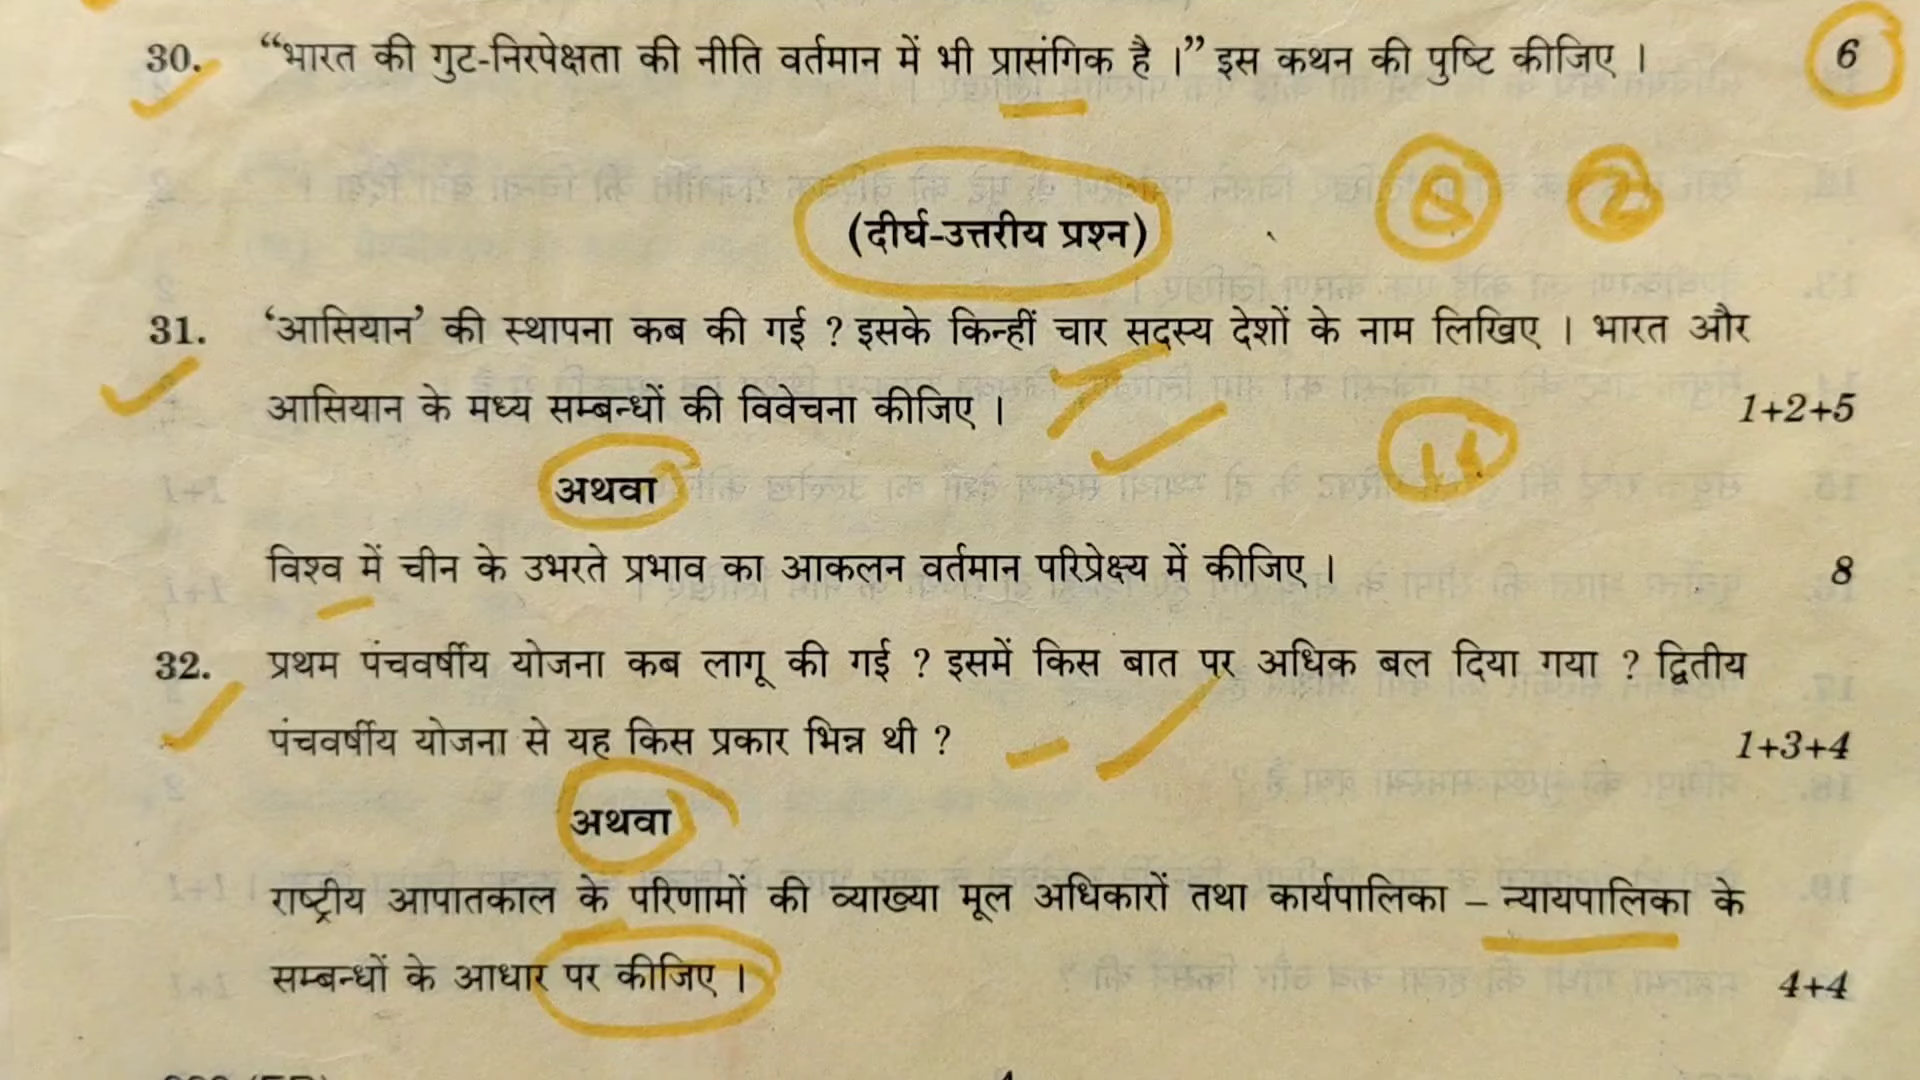 30. “भारत की गुट-निरपेक्षता की नीति वर्तमान में भी प्रासंगिक है ।” इस कथन की पुष्टि कीजिए । 6
(दीर्घ-उत्तरीय प्रश्न) 8 2
31. ‘आसियान’ की स्थापना कब की गई ? इसके किन्हीं चार सदस्य देशों के नाम लिखिए । भारत और
आसियान के मध्य सम्बन्धों की विवेचना कीजिए । 1+2+5
अथवा 16
विश्व में चीन के उभरते प्रभाव का आकलन वर्तमान परिप्रेक्ष्य में कीजिए । 8
32. प्रथम पंचवर्षीय योजना कब लागू की गई ? इसमें किस बात पर अधिक बल दिया गया ? द्वितीय
पंचवर्षीय योजना से यह किस प्रकार भिन्न थी ? 1+3+4
अथवा
राष्ट्रीय आपातकाल के परिणामों की व्याख्या मूल अधिकारों तथा कार्यपालिका – न्यायपालिका के
सम्बन्धों के आधार पर कीजिए । 4+4